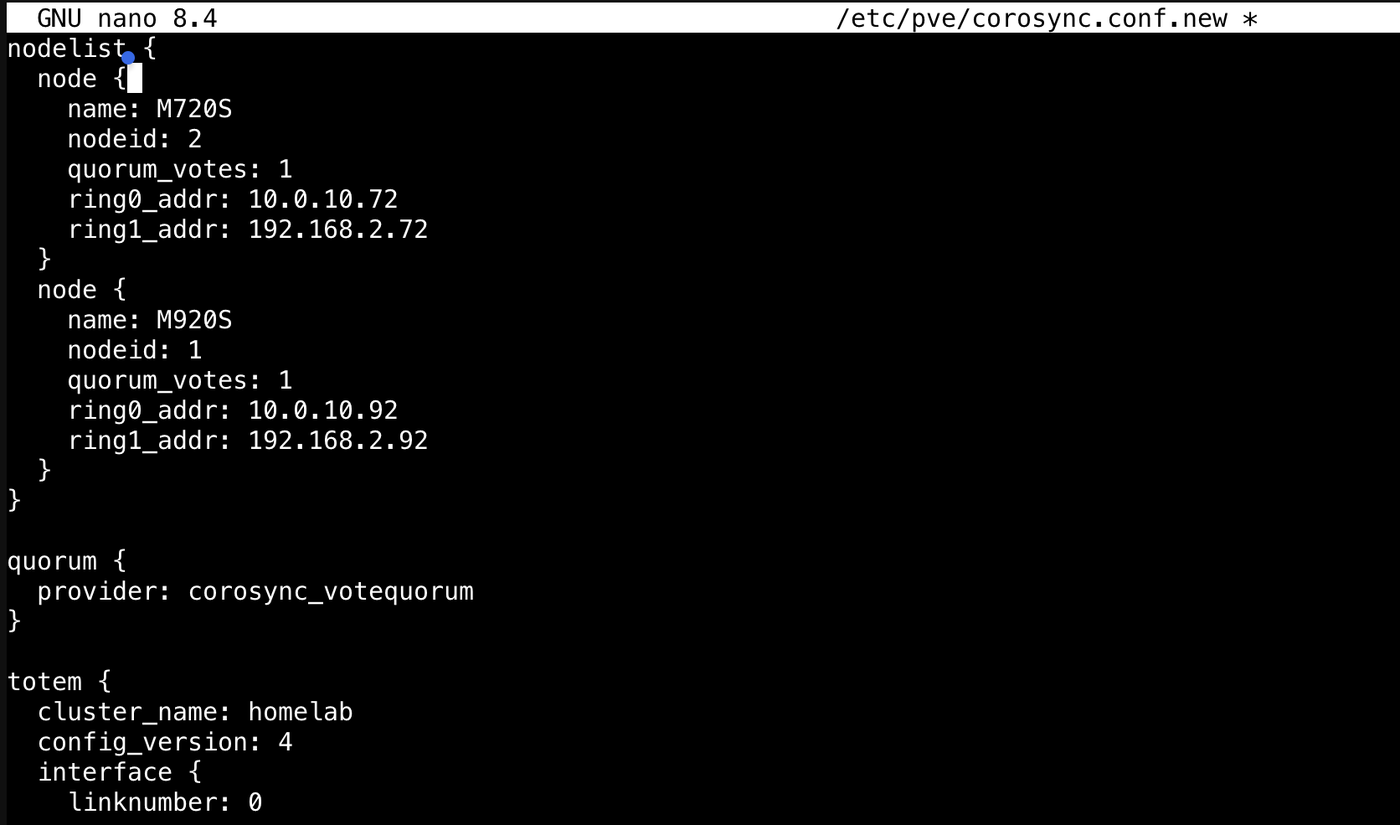 GNU nano 8.4 /etc/pve/corosync.conf.new *
nodelist {
  node {
    name: M720S
    nodeid: 2
    quorum_votes: 1
    ring0_addr: 10.0.10.72
    ring1_addr: 192.168.2.72
  }
  node {
    name: M920S
    nodeid: 1
    quorum_votes: 1
    ring0_addr: 10.0.10.92
    ring1_addr: 192.168.2.92
  }
}

quorum {
  provider: corosync_votequorum
}

totem {
  cluster_name: homelab
  config_version: 4
  interface {
    linknumber: 0